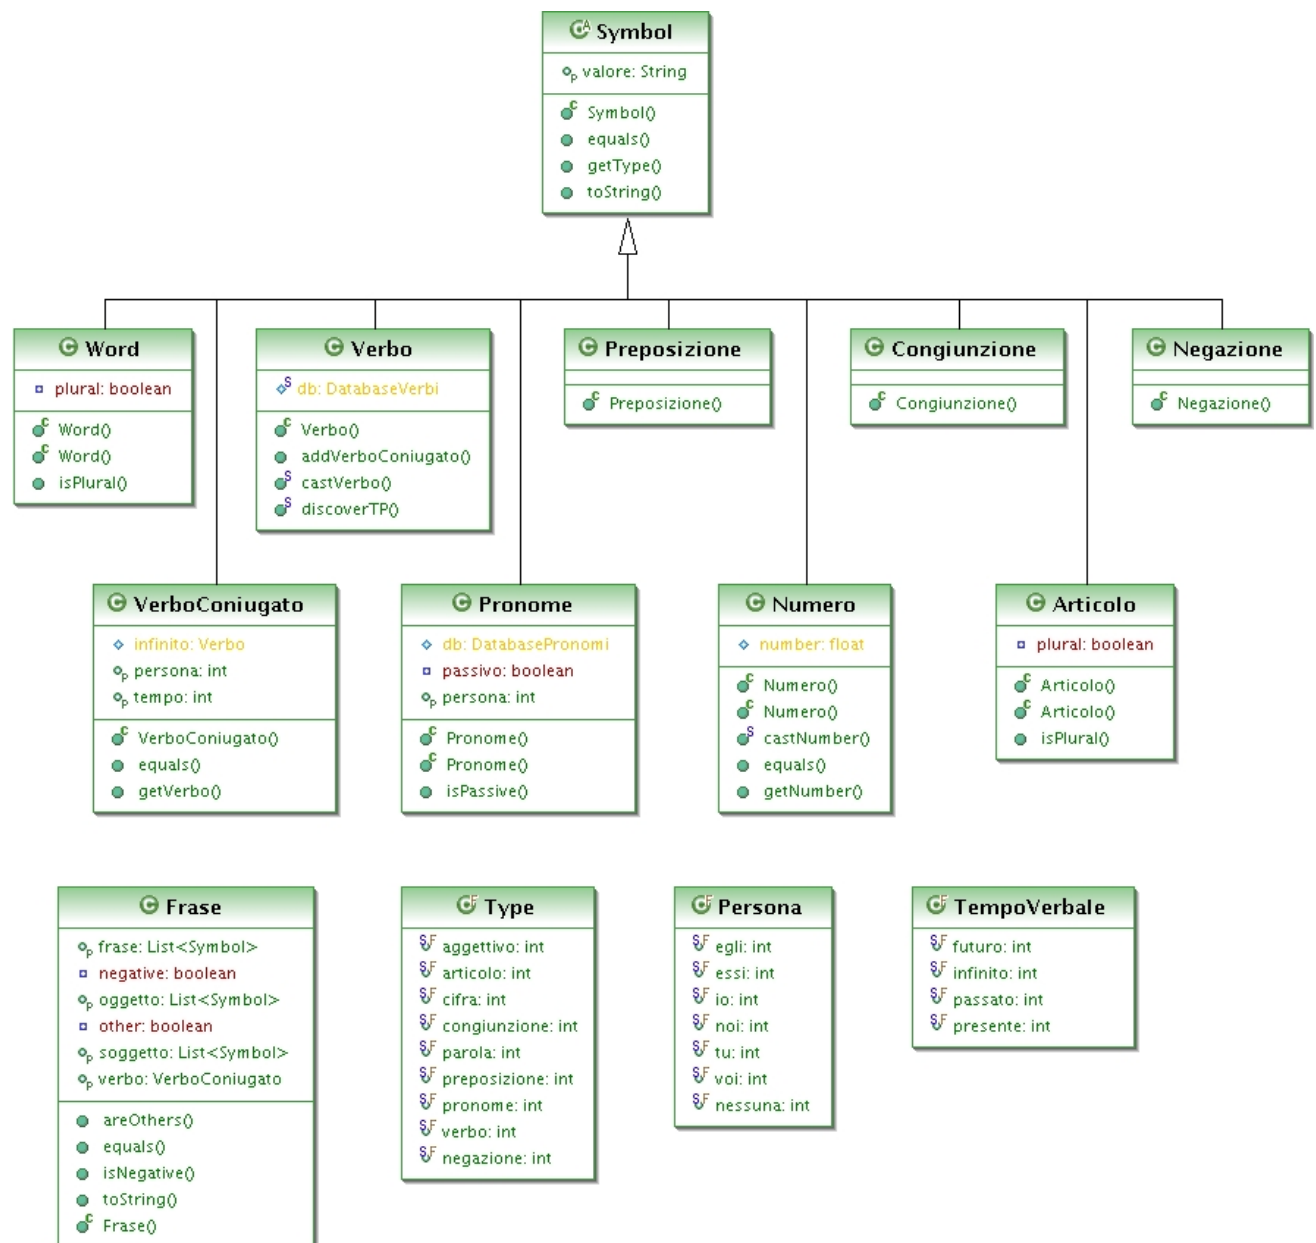 Symbol
valore: String
Symbol()
equals()
getType()
toString()
Word
plural: boolean
Word()
Word()
isPlural()
Verbo
db: DatabaseVerbi
Verbo()
addVerboConiugato()
castVerbo()
discoverTP()
Preposizione
Preposizione()
Congiunzione
Congiunzione()
Negazione
Negazione()
VerboConiugato
infinito: Verbo
persona: int
tempo: int
VerboConiugato()
equals()
getVerbo()
Pronome
db: DatabasePronomi
passivo: boolean
persona: int
Pronome()
Pronome()
isPassive()
Numero
number: float
Numero()
Numero()
castNumber()
equals()
getNumber()
Articolo
plural: boolean
Articolo()
Articolo()
isPlural()
Frase
frase: List<Symbol>
negative: boolean
oggetto: List<Symbol>
other: boolean
soggetto: List<Symbol>
verbo: VerboConiugato
areOthers()
equals()
isNegative()
toString()
Frase()
Type
aggettivo: int
articolo: int
cifra: int
congiunzione: int
parola: int
preposizione: int
pronome: int
verbo: int
negazione: int
Persona
egli: int
essi: int
io: int
noi: int
tu: int
voi: int
nessuna: int
TempoVerbale
futuro: int
infinito: int
passato: int
presente: int